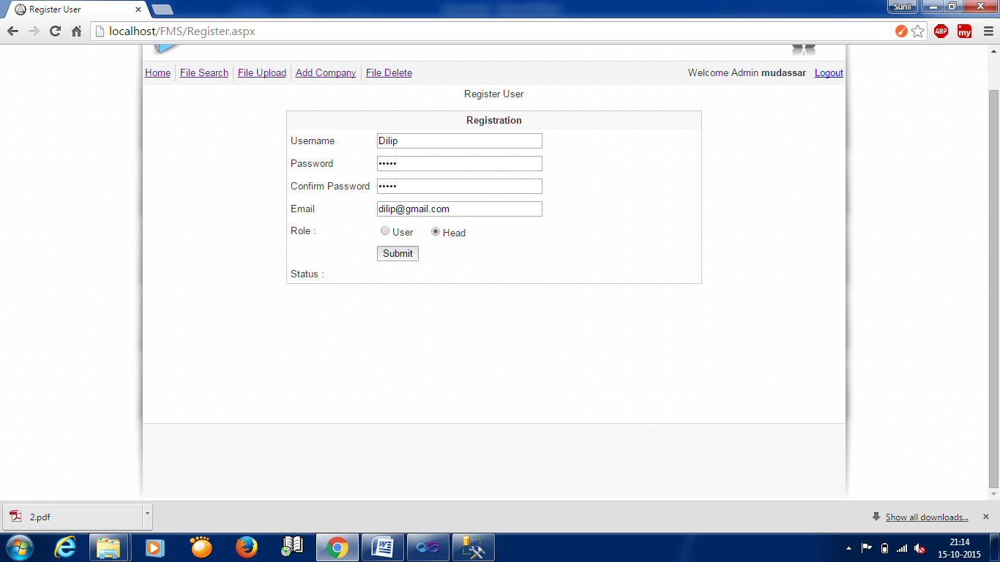 Register User
Sunil
localhost/FMS/Register.aspx
ABP
my
Home File Search File Upload Add Company File Delete Welcome Admin mudassar Logout
Register User
Registration
Username Dilip
Password •••••
Confirm Password •••••
Email dilip@gmail.com
Role : User Head
Submit
Status :
2.pdf Show all downloads...
21:14
15-10-2015